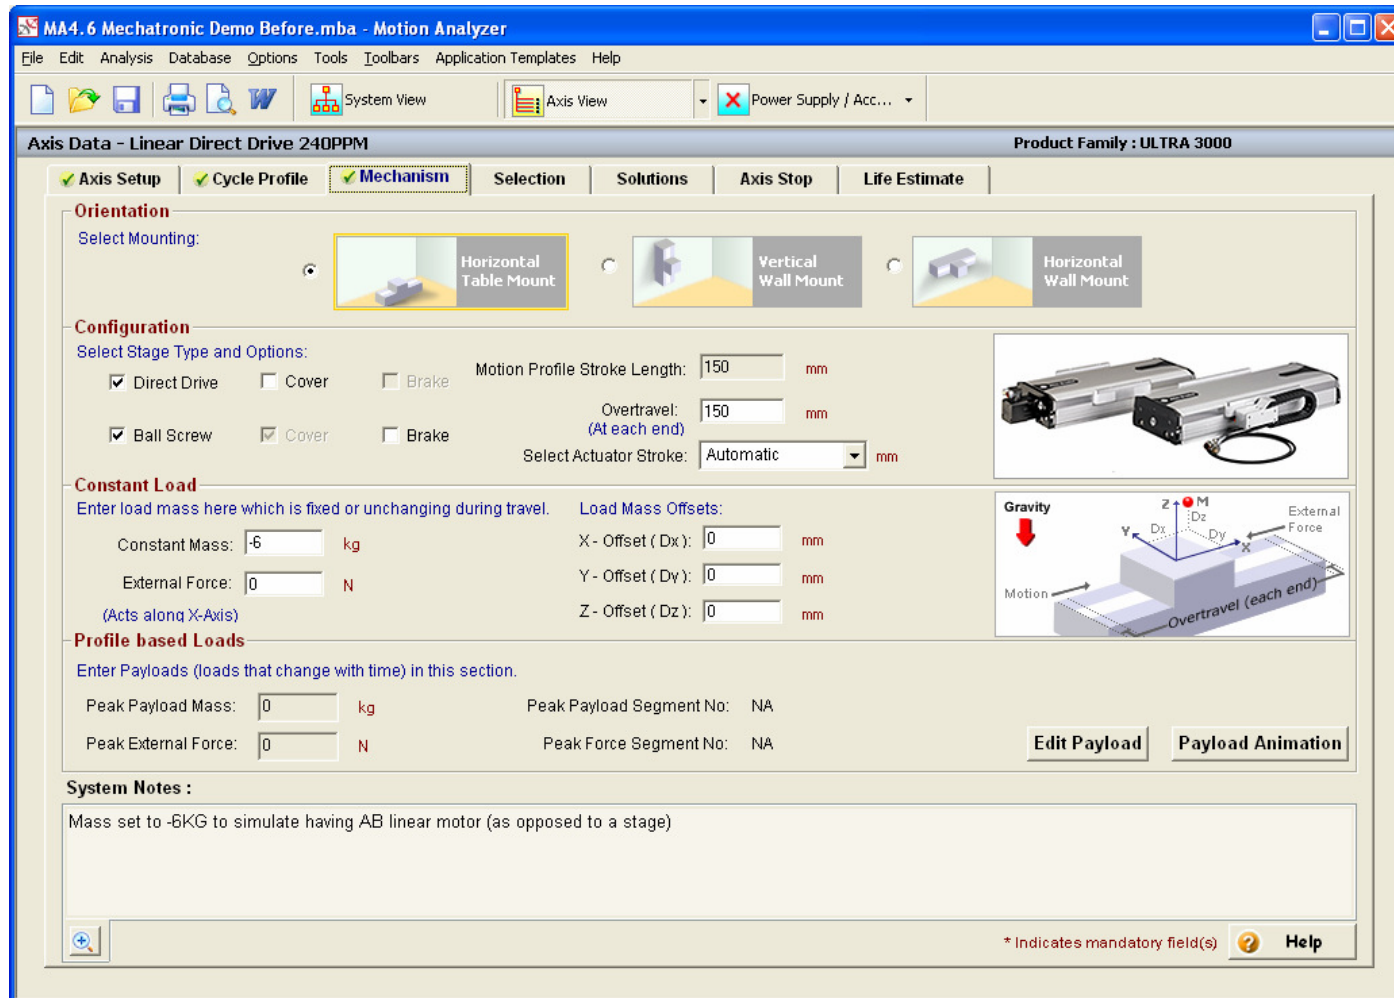 MA4.6 Mechatronic Demo Before.mba - Motion Analyzer
File Edit Analysis Database Options Tools Toolbars Application Templates Help
System View Axis View Power Supply / Acc...
Axis Data - Linear Direct Drive 240PPM Product Family : ULTRA 3000
Axis Setup Cycle Profile Mechanism Selection Solutions Axis Stop Life Estimate
Orientation
Select Mounting:
Horizontal Table Mount
Vertical Wall Mount
Horizontal Wall Mount
Configuration
Select Stage Type and Options:
Direct Drive Cover Brake
Ball Screw Cover Brake
Motion Profile Stroke Length: 150 mm
Overtravel: 150 mm
(At each end)
Select Actuator Stroke: Automatic mm
Constant Load
Enter load mass here which is fixed or unchanging during travel.
Constant Mass: -6 kg
External Force: 0 N
(Acts along X-Axis)
Load Mass Offsets:
X - Offset ( Dx ): 0 mm
Y - Offset ( Dy ): 0 mm
Z - Offset ( Dz ): 0 mm
Gravity
Z M
Dz
External Force
Y Dx Dy X
Motion
Overtravel (each end)
Profile based Loads
Enter Payloads (loads that change with time) in this section.
Peak Payload Mass: 0 kg Peak Payload Segment No: NA
Peak External Force: 0 N Peak Force Segment No: NA
Edit Payload Payload Animation
System Notes :
Mass set to -6KG to simulate having AB linear motor (as opposed to a stage)
* Indicates mandatory field(s) Help